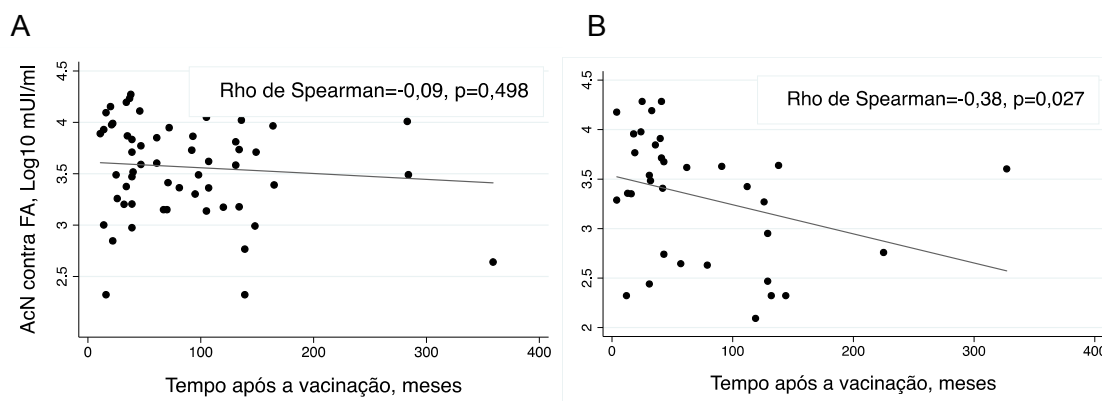 A
B
AcN contra FA, Log10 mUI/ml
4.5
4
3.5
3
2.5
Rho de Spearman=-0,09, p=0,498
0 100 200 300 400
Tempo após a vacinação, meses
4.5
4
3.5
3
2.5
2
Rho de Spearman=-0,38, p=0,027
0 100 200 300 400
Tempo após a vacinação, meses